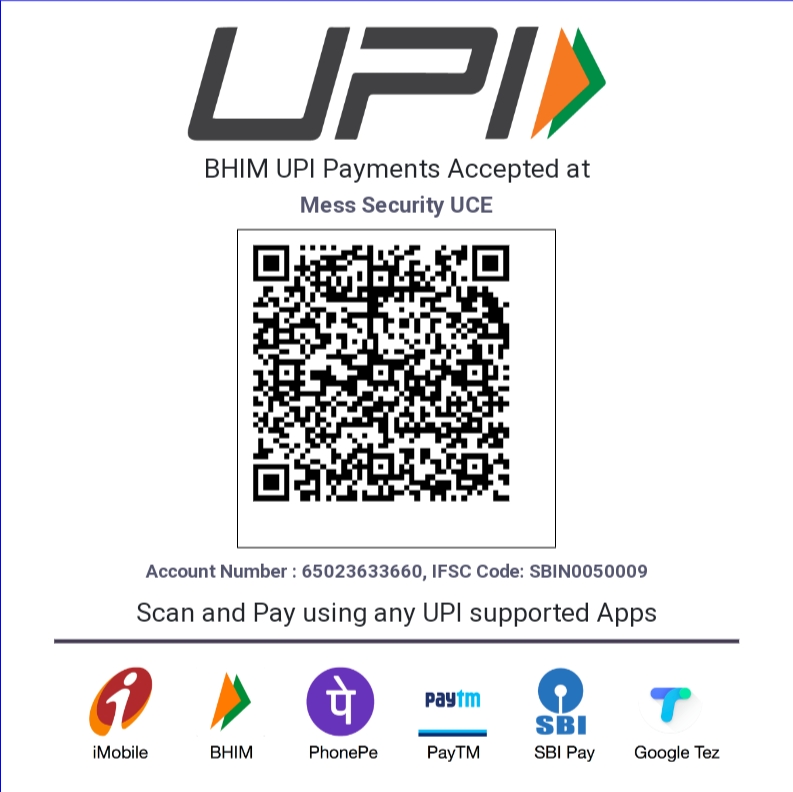 UPI
BHIM UPI Payments Accepted at
Mess Security UCE
Account Number : 65023633660, IFSC Code: SBIN0050009
Scan and Pay using any UPI supported Apps
i पे paytm SBI
iMobile BHIM PhonePe PayTM SBI Pay Google Tez